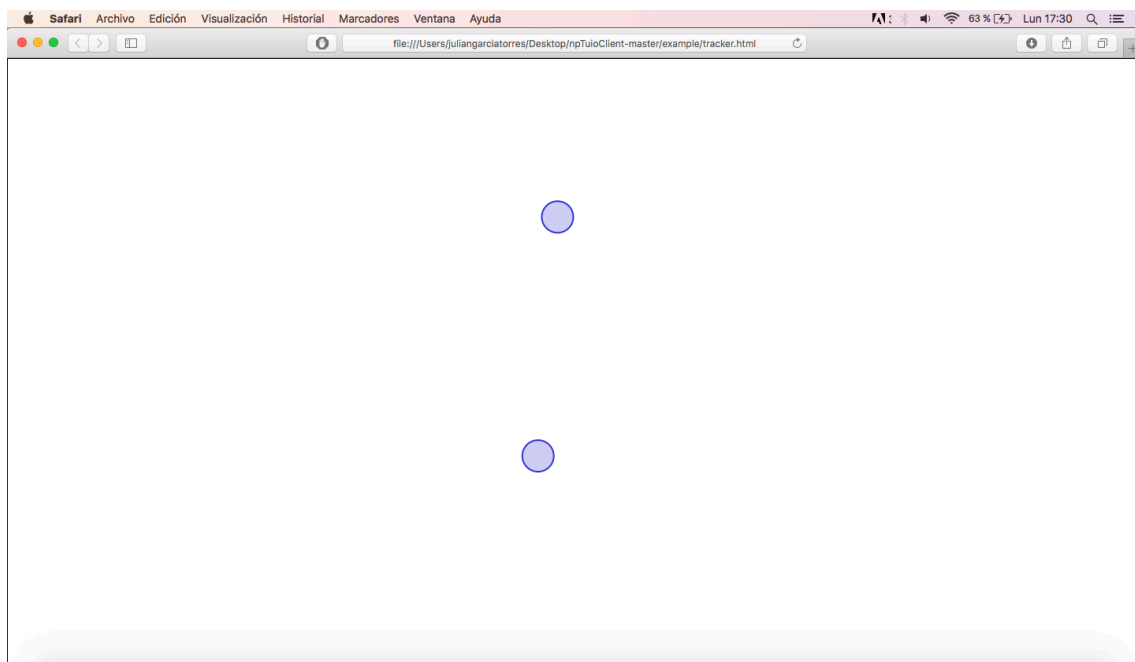 Safari Archivo Edición Visualización Historial Marcadores Ventana Ayuda 63 % Lun 17:30
file:///Users/juliangarciatorres/Desktop/npTuioClient-master/example/tracker.html